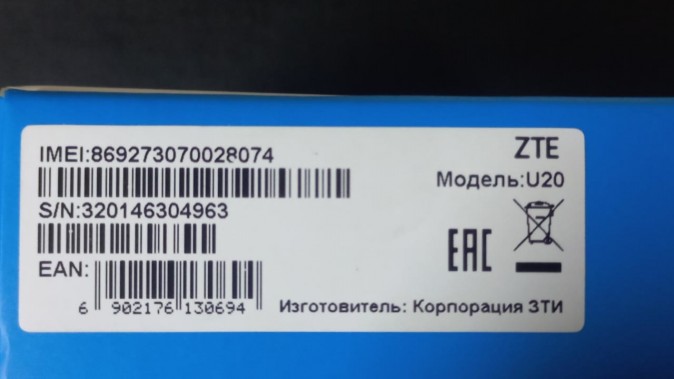 IMEI:869273070028074
ZTE
Модель:U20
S/N:320146304963
EAC
EAN:
6 902176 130694
Изготовитель: Корпорация ЗТИ